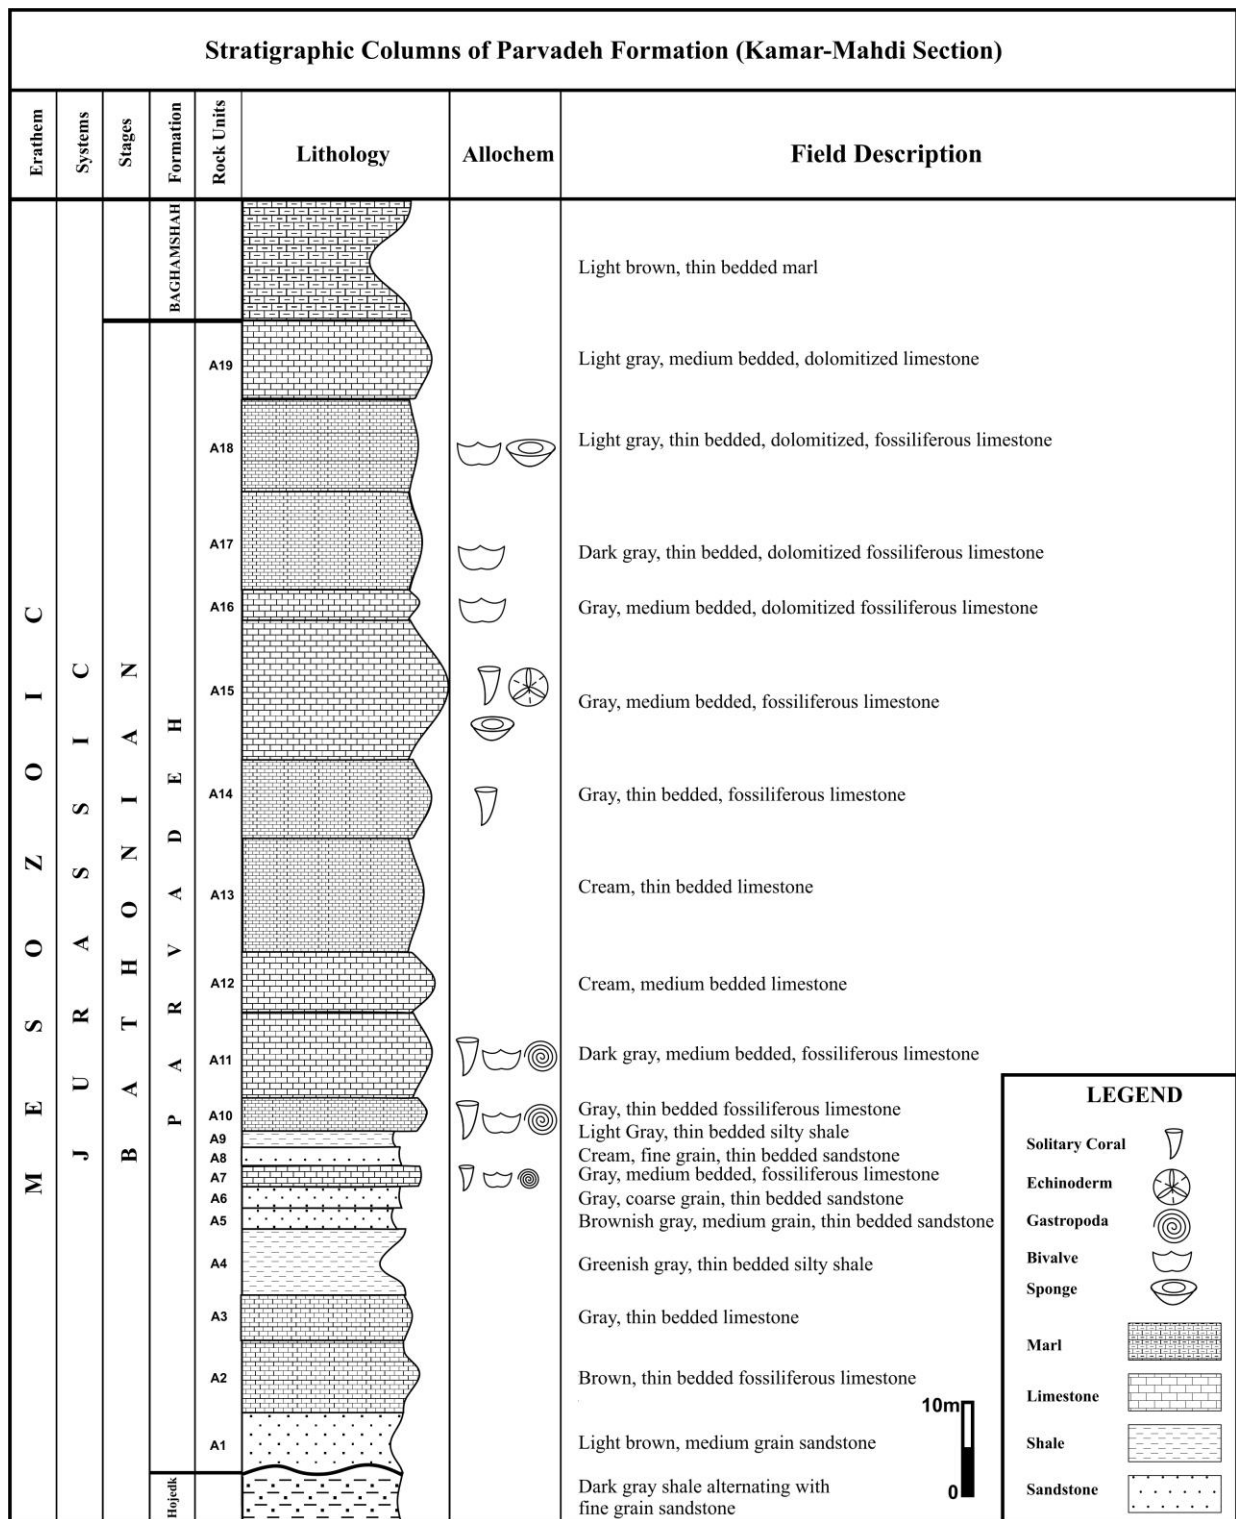 Stratigraphic Columns of Parvadeh Formation (Kamar-Mahdi Section)
Erathem
Systems
Stages
Formation
Rock Units
Lithology
Allochem
Field Description
MESOZOIC
JURASSIC
BATHONIAN
BAGHAMSHAH
PARVADEH
Hojedk
Light brown, thin bedded marl
A19
Light gray, medium bedded, dolomitized limestone
A18
Light gray, thin bedded, dolomitized, fossiliferous limestone
A17
Dark gray, thin bedded, dolomitized fossiliferous limestone
A16
Gray, medium bedded, dolomitized fossiliferous limestone
A15
Gray, medium bedded, fossiliferous limestone
A14
Gray, thin bedded, fossiliferous limestone
A13
Cream, thin bedded limestone
A12
Cream, medium bedded limestone
A11
Dark gray, medium bedded, fossiliferous limestone
A10
Gray, thin bedded fossiliferous limestone
A9
Light Gray, thin bedded silty shale
A8
Cream, fine grain, thin bedded sandstone
A7
Gray, medium bedded, fossiliferous limestone
A6
Gray, coarse grain, thin bedded sandstone
A5
Brownish gray, medium grain, thin bedded sandstone
A4
Greenish gray, thin bedded silty shale
A3
Gray, thin bedded limestone
A2
Brown, thin bedded fossiliferous limestone
A1
Light brown, medium grain sandstone
Dark gray shale alternating with
fine grain sandstone
10m
0
LEGEND
Solitary Coral
Echinoderm
Gastropoda
Bivalve
Sponge
Marl
Limestone
Shale
Sandstone